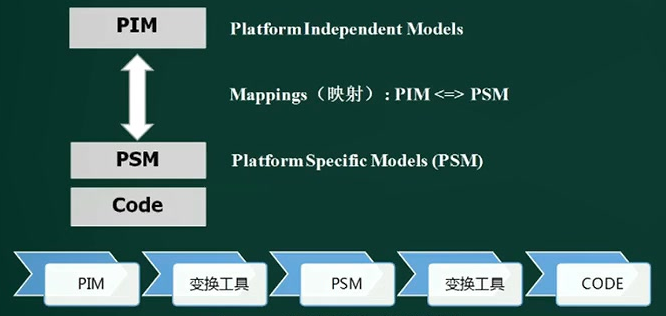 PIM
Platform Independent Models
Mappings（映射）: PIM <=> PSM
PSM
Platform Specific Models (PSM)
Code
PIM
变换工具
PSM
变换工具
CODE